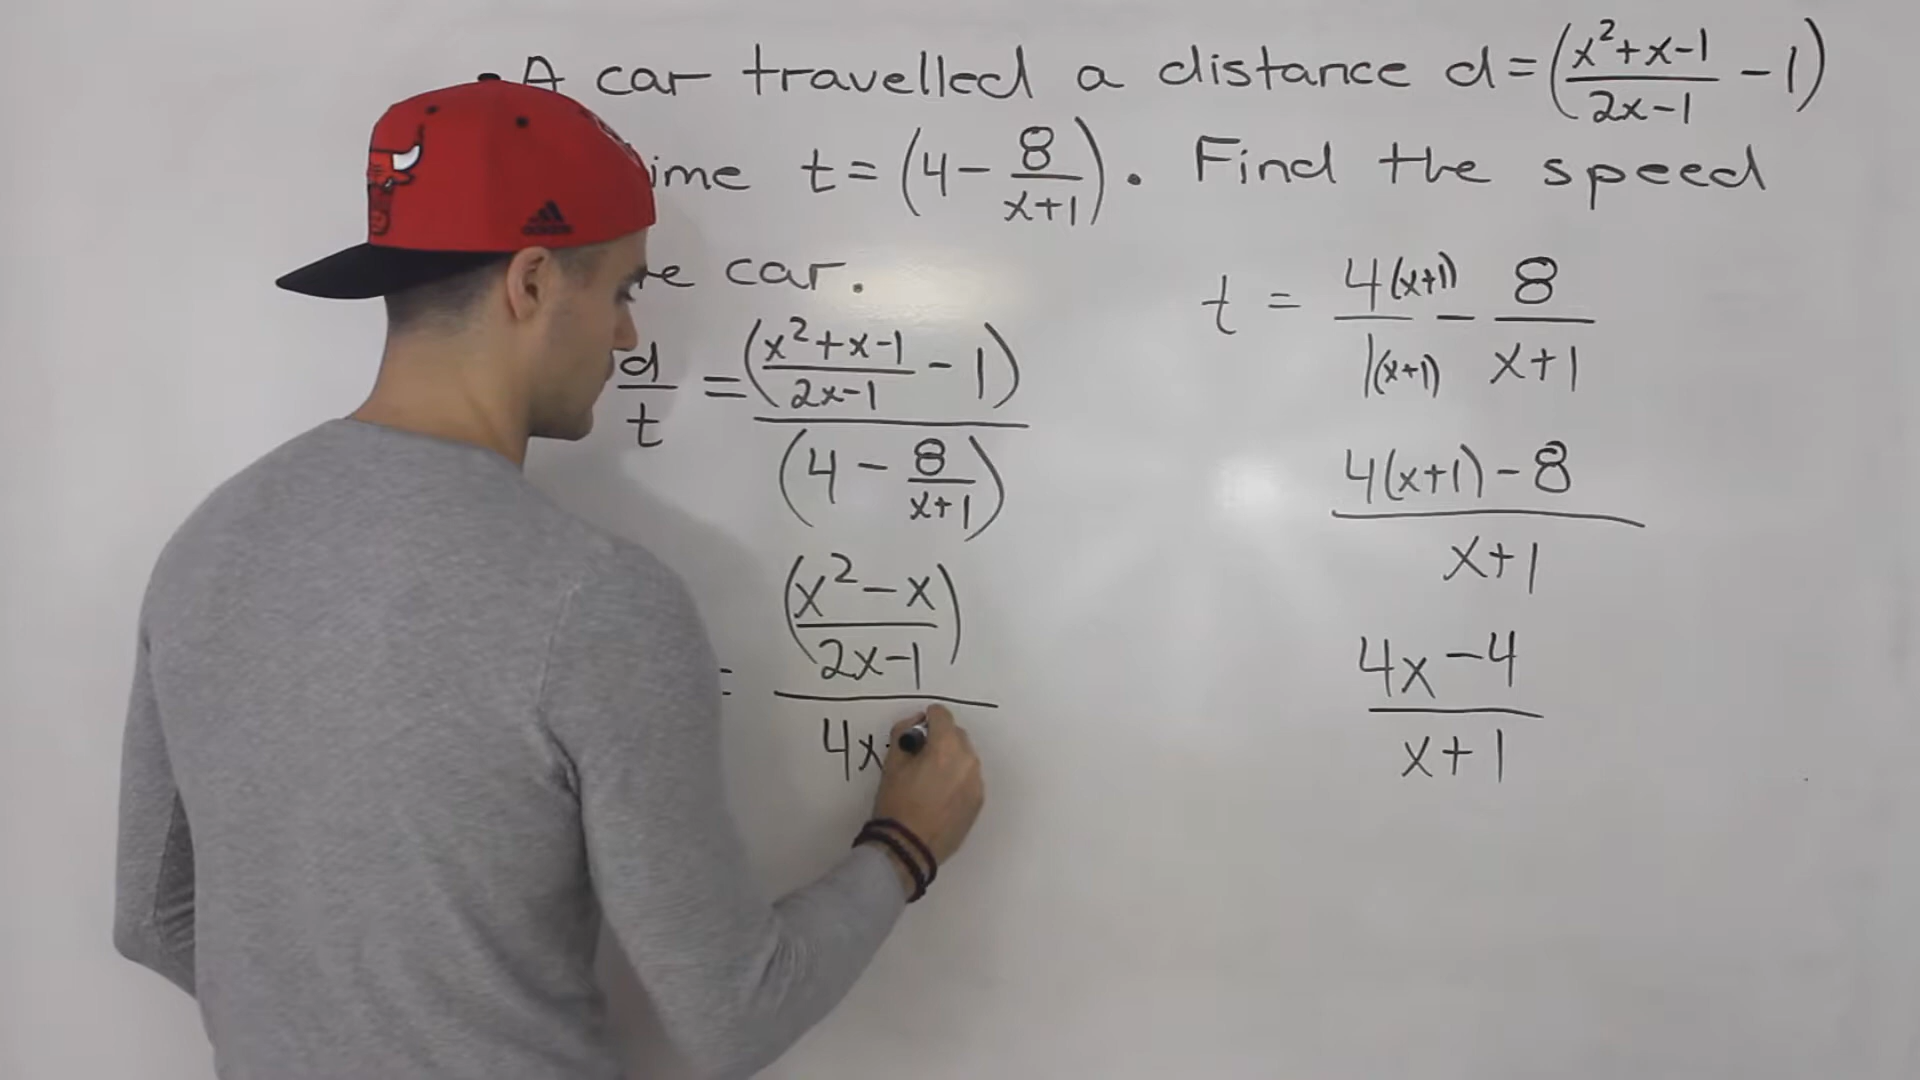 A car travelled a distance d=((x²+x-1)/(2x-1) - 1)
ime t=(4 - 8/(x+1)). Find the speed
e car.
d/t = ((x²+x-1)/(2x-1) - 1)/(4 - 8/(x+1))
= ((x²-x)/(2x-1))/(4x
t = 4(x+1)/1(x+1) - 8/(x+1)
(4(x+1)-8)/(x+1)
(4x-4)/(x+1)